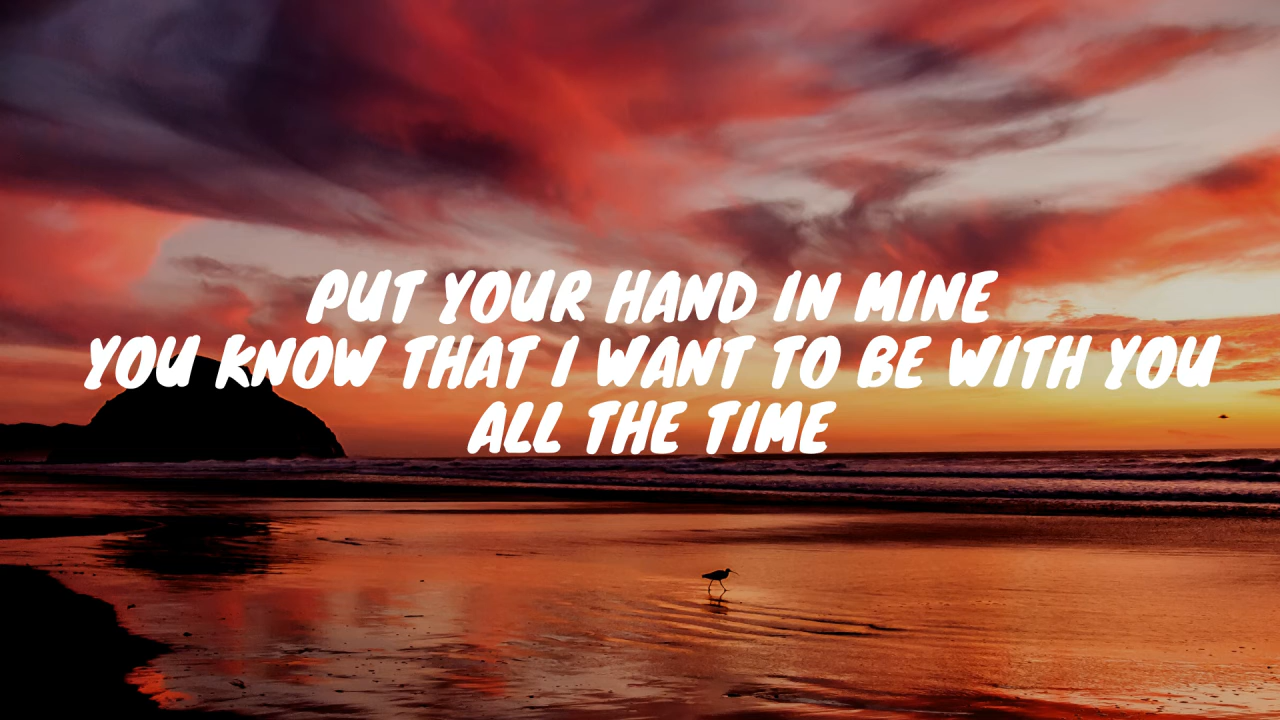 PUT YOUR HAND IN MINE
YOU KNOW THAT I WANT TO BE WITH YOU
ALL THE TIME